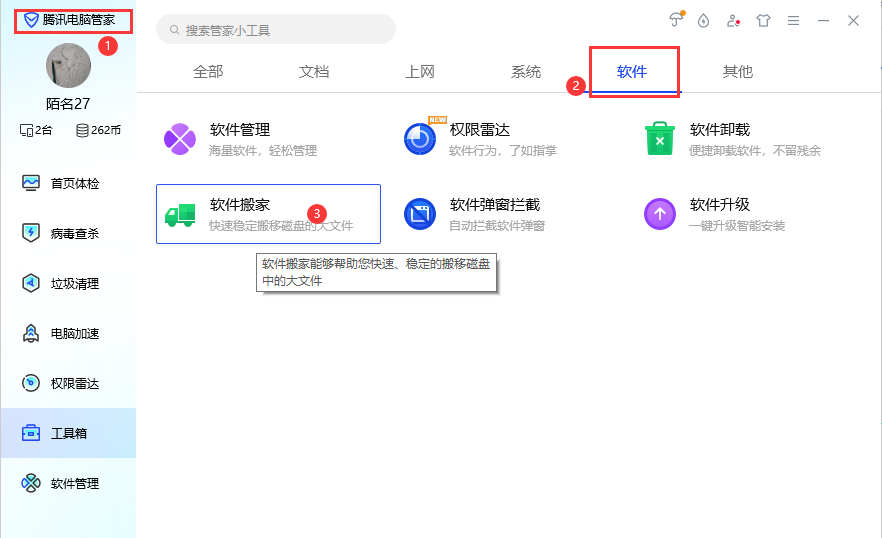 腾讯电脑管家
1
陌名27
2台
262币
首页体检
病毒查杀
垃圾清理
电脑加速
权限雷达
工具箱
软件管理
搜索管家小工具
全部
文档
上网
系统
2
软件
其他
软件管理
海量软件，轻松管理
NEW
权限雷达
软件行为，了如指掌
软件卸载
便捷卸载软件，不留残余
软件搬家
3
快速稳定搬移磁盘的大文件
软件弹窗拦截
自动拦截软件弹窗
软件升级
一键升级智能安装
软件搬家能够帮助您快速、稳定的搬移磁盘
中的大文件